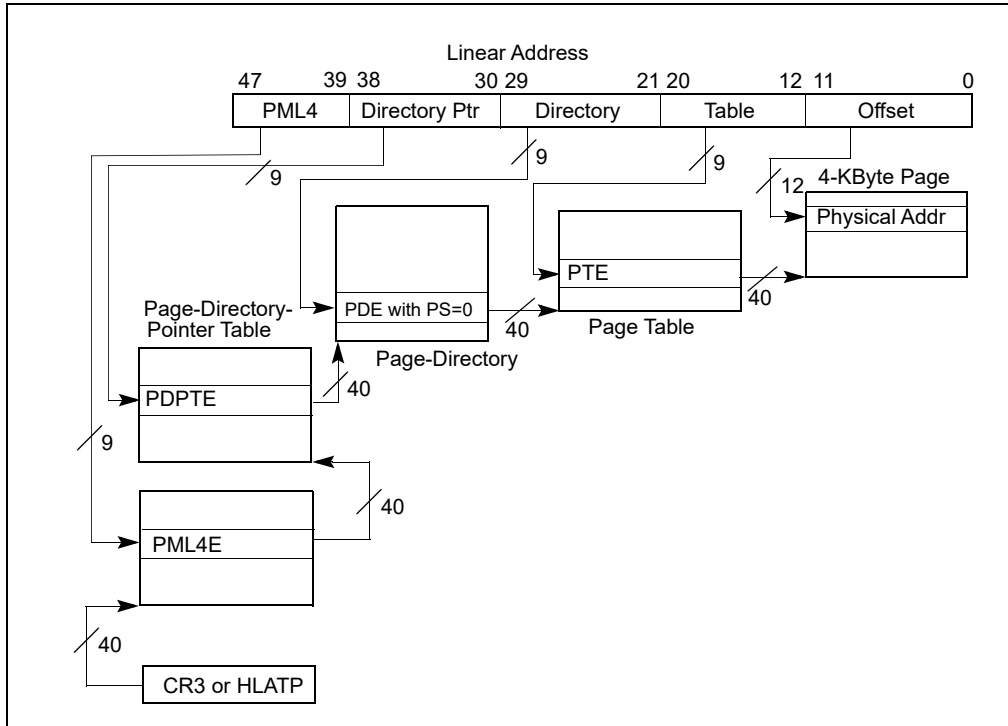 Linear Address
47 39 38 30 29 21 20 12 11 0
PML4 Directory Ptr Directory Table Offset
9 9 9
12 4-KByte Page
Physical Addr
PTE
40
PDE with PS=0
40
Page Table
Page-Directory-
Pointer Table
Page-Directory
40
PDPTE
9
40
PML4E
40
CR3 or HLATP